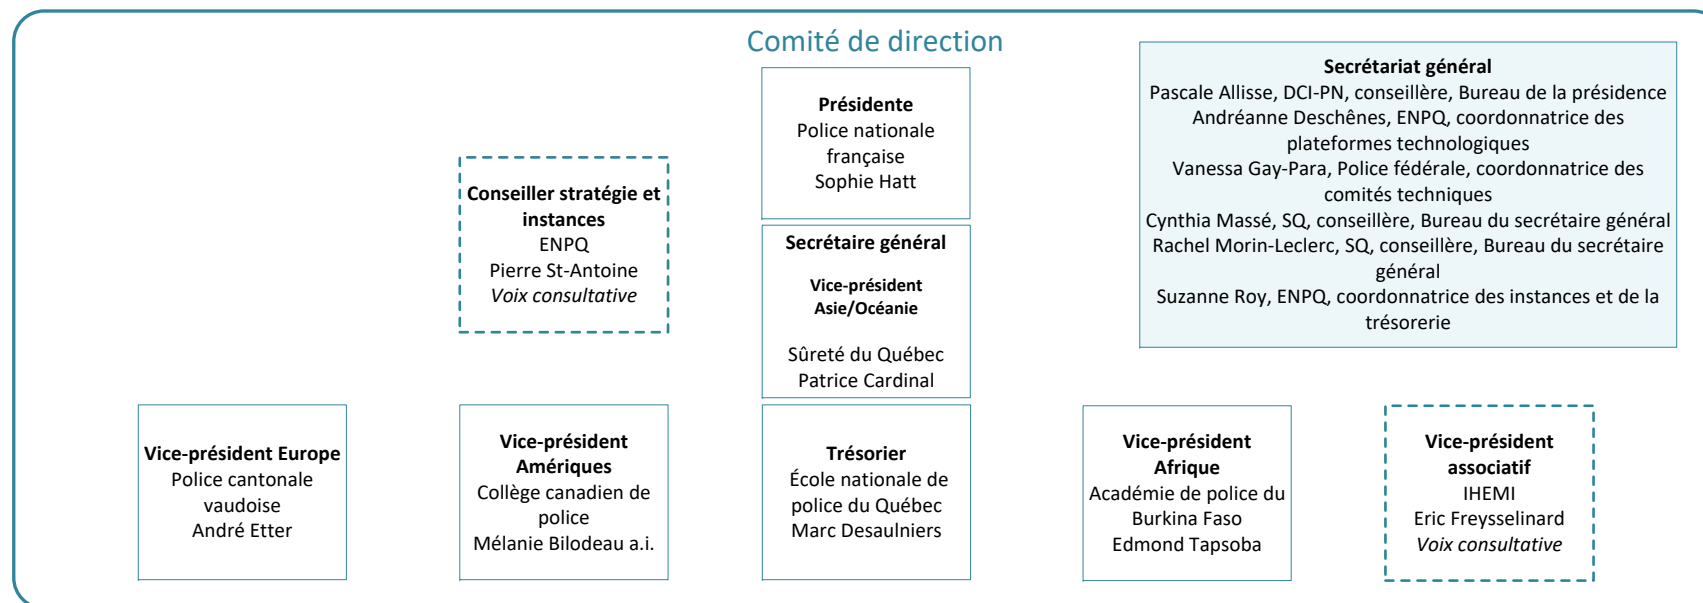 Comité de direction
Présidente
Police nationale
française
Sophie Hatt
Secrétariat général
Pascale Allisse, DCI-PN, conseillère, Bureau de la présidence
Andréanne Deschênes, ENPQ, coordonnatrice des
plateformes technologiques
Vanessa Gay-Para, Police fédérale, coordonnatrice des
comités techniques
Cynthia Massé, SQ, conseillère, Bureau du secrétaire général
Rachel Morin-Leclerc, SQ, conseillère, Bureau du secrétaire
général
Suzanne Roy, ENPQ, coordonnatrice des instances et de la
trésorerie
Conseiller stratégie et
instances
ENPQ
Pierre St-Antoine
Voix consultative
Secrétaire général
Vice-président
Asie/Océanie
Sûreté du Québec
Patrice Cardinal
Vice-président Europe
Police cantonale
vaudoise
André Etter
Vice-président
Amériques
Collège canadien de
police
Mélanie Bilodeau a.i.
Trésorier
École nationale de
police du Québec
Marc Desaulniers
Vice-président
Afrique
Académie de police du
Burkina Faso
Edmond Tapsoba
Vice-président
associatif
IHEMI
Eric Freysselinard
Voix consultative